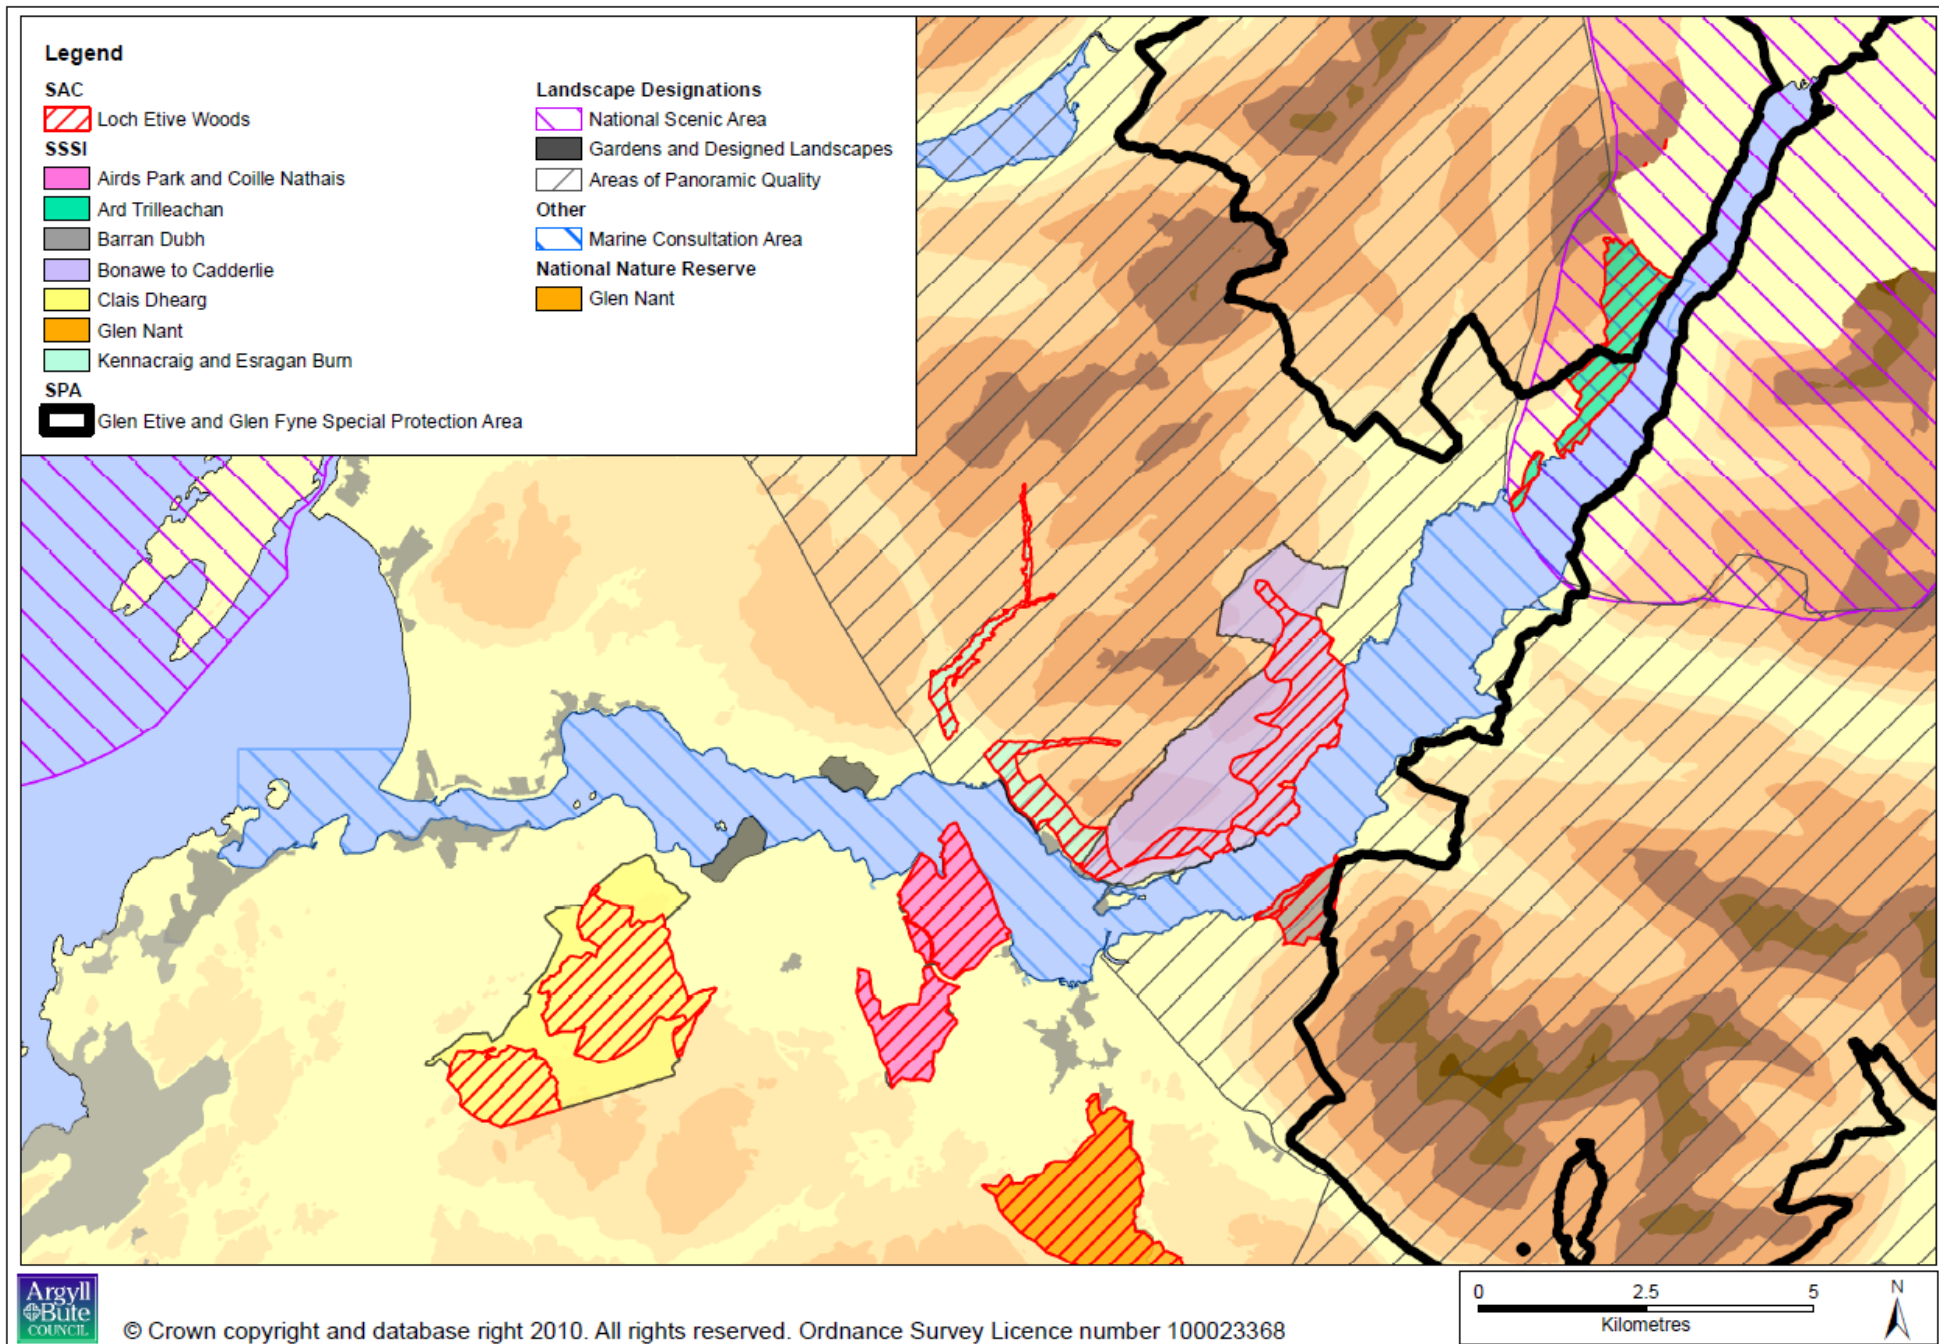 Legend
SAC
Loch Etive Woods
SSSI
Airds Park and Coille Nathais
Ard Trilleachan
Barran Dubh
Bonawe to Cadderlie
Clais Dhearg
Glen Nant
Kennacraig and Esragan Burn
SPA
Glen Etive and Glen Fyne Special Protection Area
Landscape Designations
National Scenic Area
Gardens and Designed Landscapes
Areas of Panoramic Quality
Other
Marine Consultation Area
National Nature Reserve
Glen Nant
Argyll
&Bute
COUNCIL
© Crown copyright and database right 2010. All rights reserved. Ordnance Survey Licence number 100023368
0 2.5 5
Kilometres
N